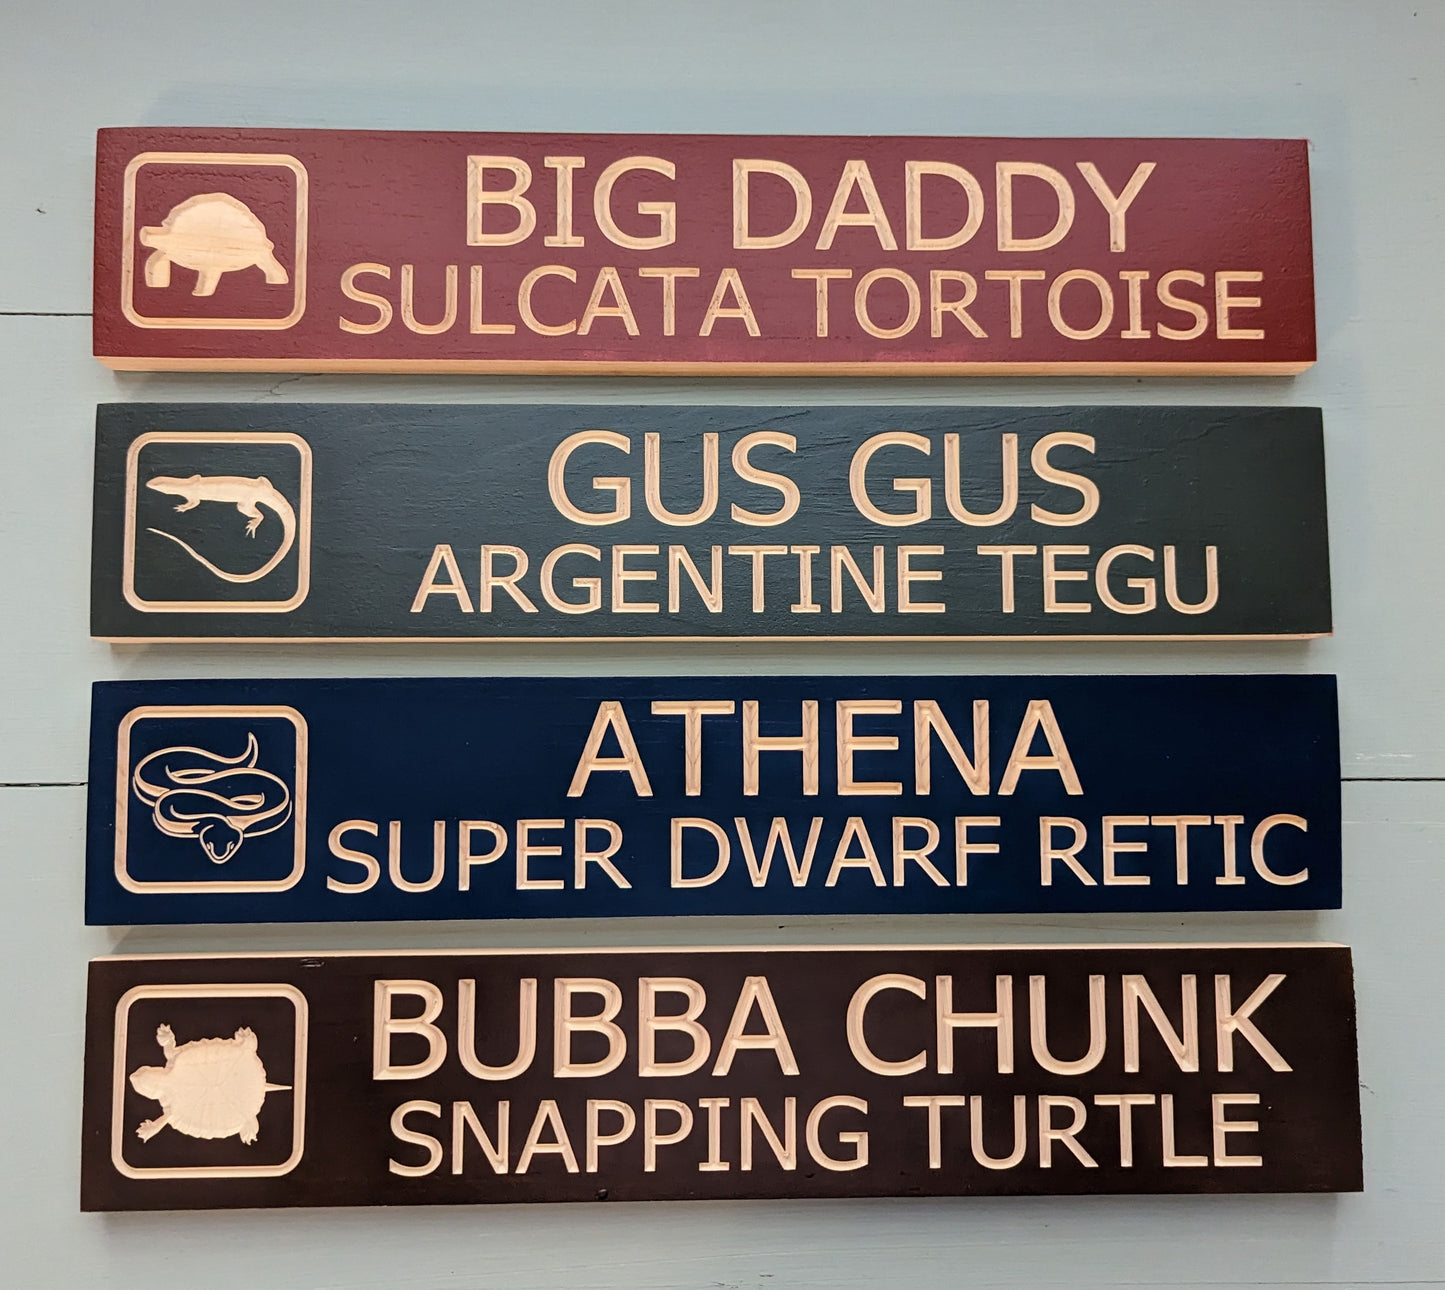 BIG DADDY
SULCATA TORTOISE
GUS GUS
ARGENTINE TEGU
ATHENA
SUPER DWARF RETIC
BUBBA CHUNK
SNAPPING TURTLE